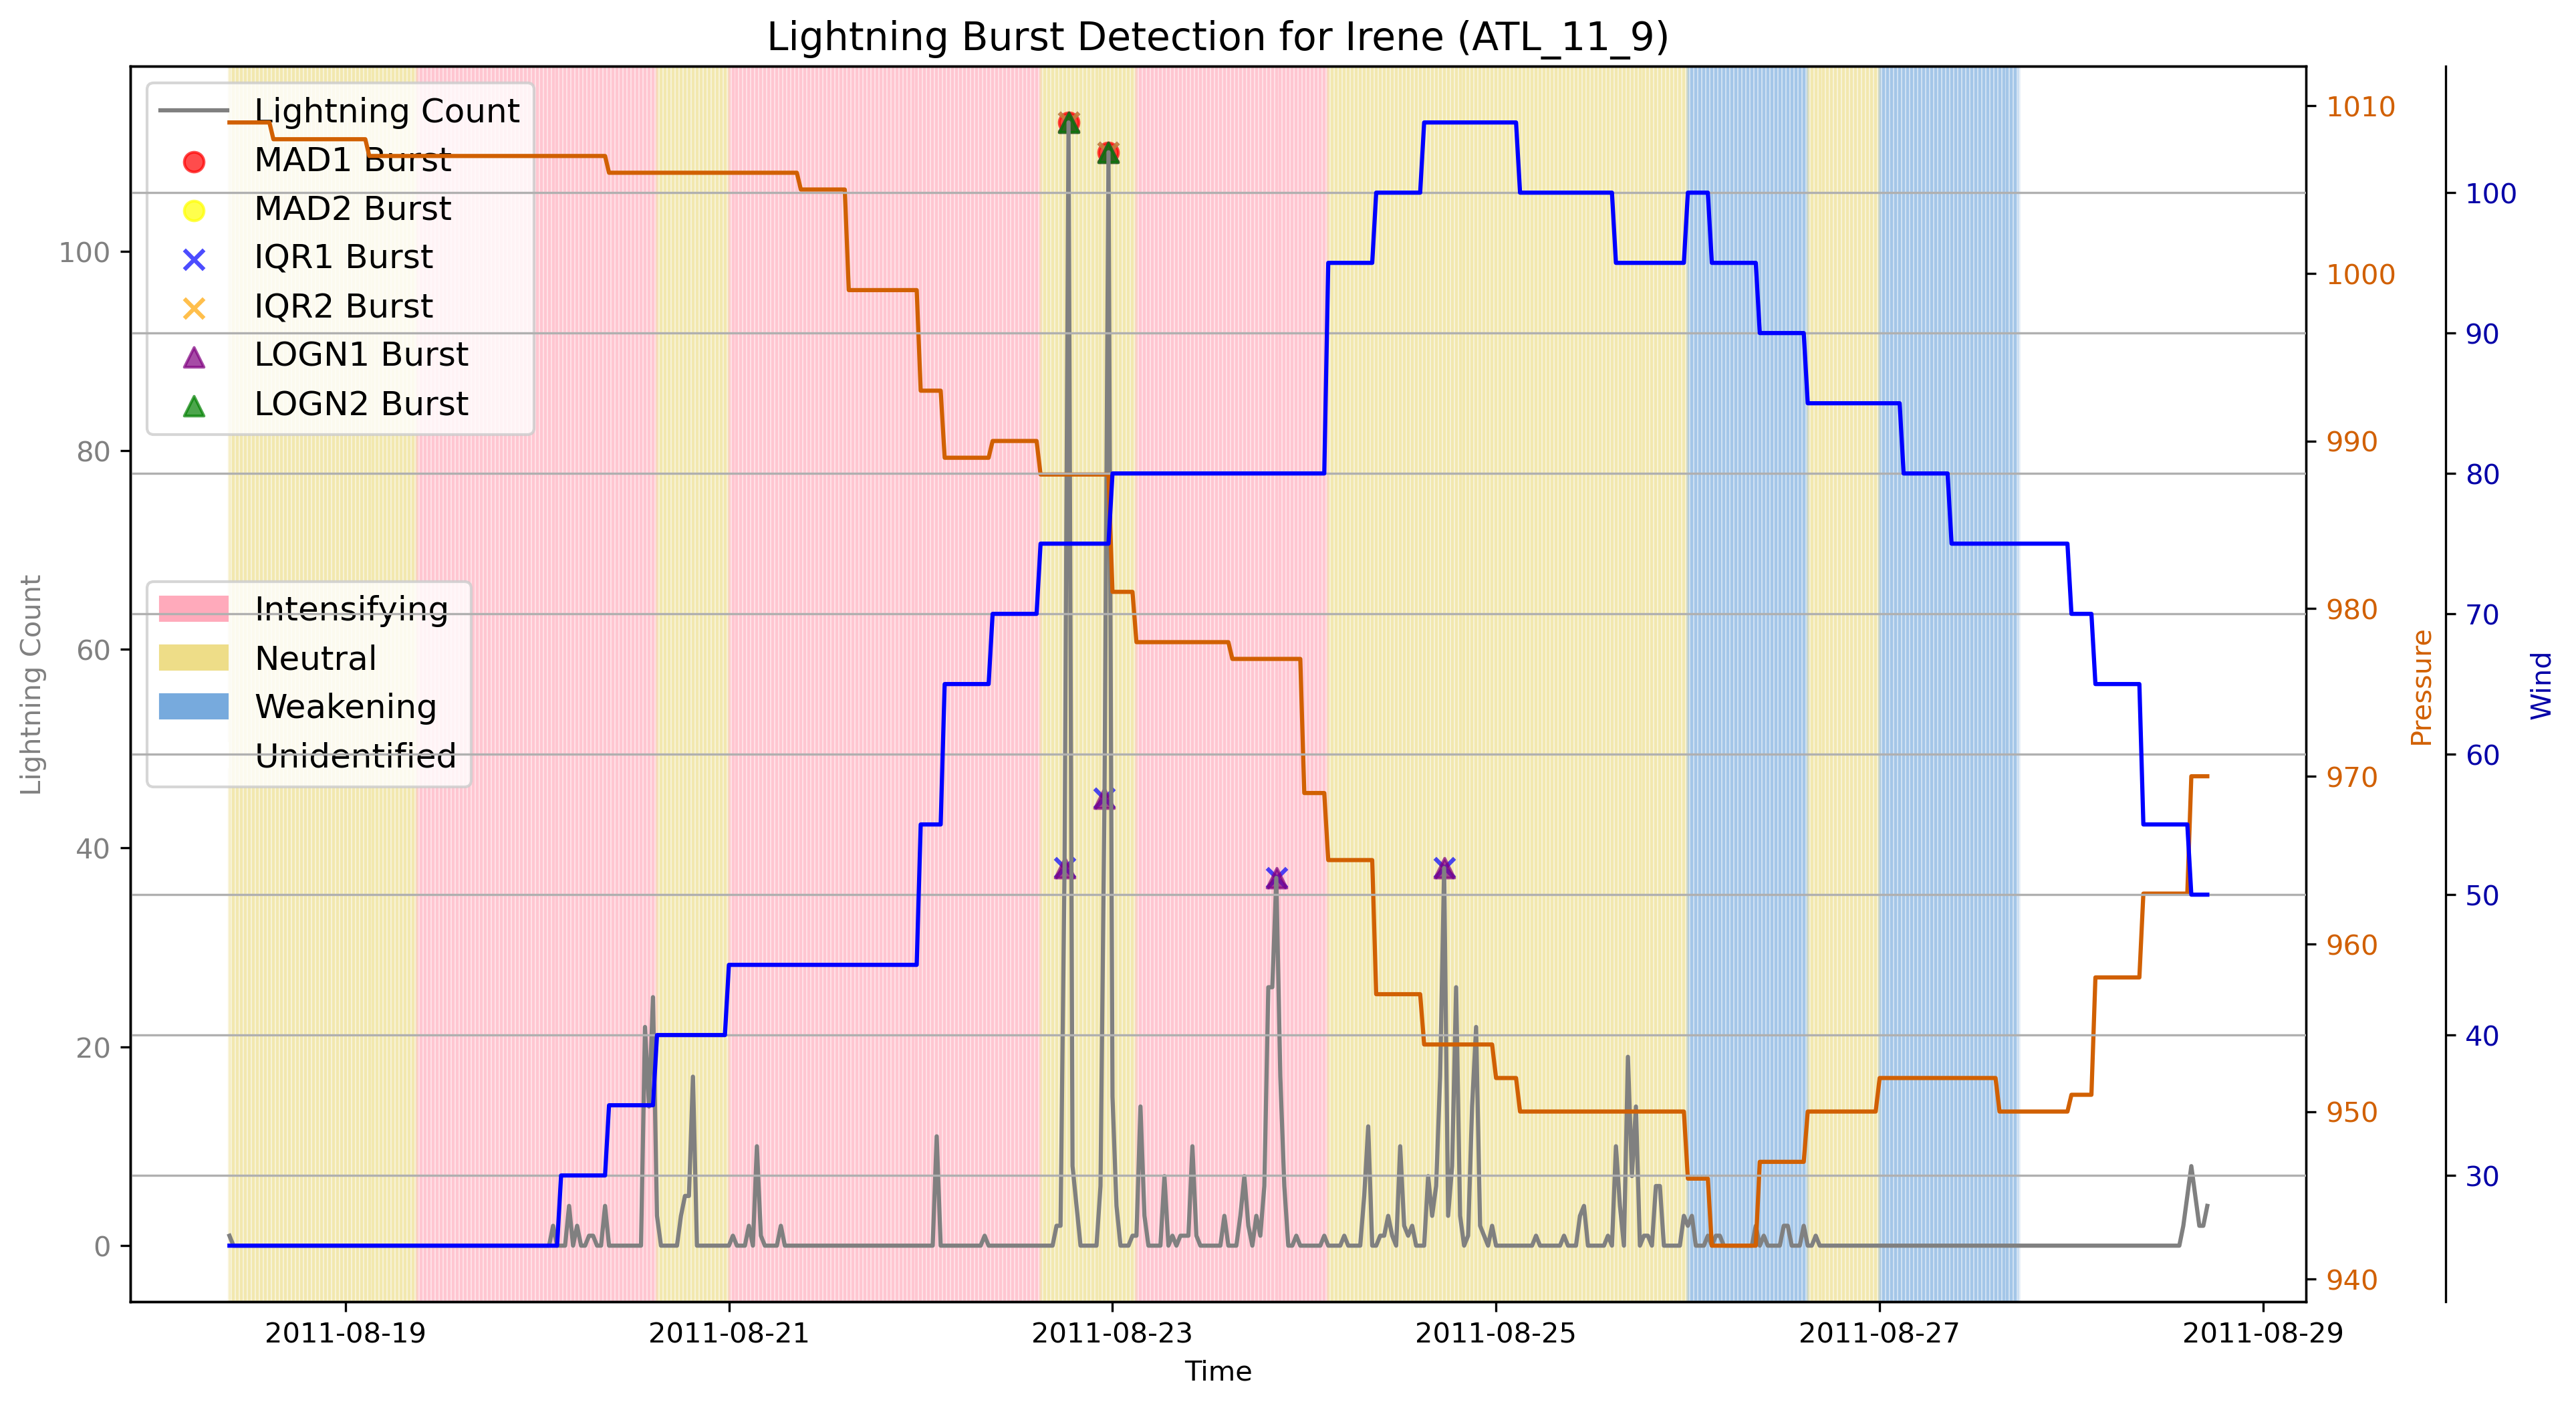 Lightning Burst Detection for Irene (ATL_11_9)
Lightning Count
MAD1 Burst
MAD2 Burst
IQR1 Burst
IQR2 Burst
LOGN1 Burst
LOGN2 Burst
Intensifying
Neutral
Weakening
Unidentified
Lightning Count
100
80
60
40
20
0
1010
1000
990
980
970
960
950
940
Pressure
100
90
80
70
60
50
40
30
Wind
2011-08-19
2011-08-21
2011-08-23
2011-08-25
2011-08-27
2011-08-29
Time